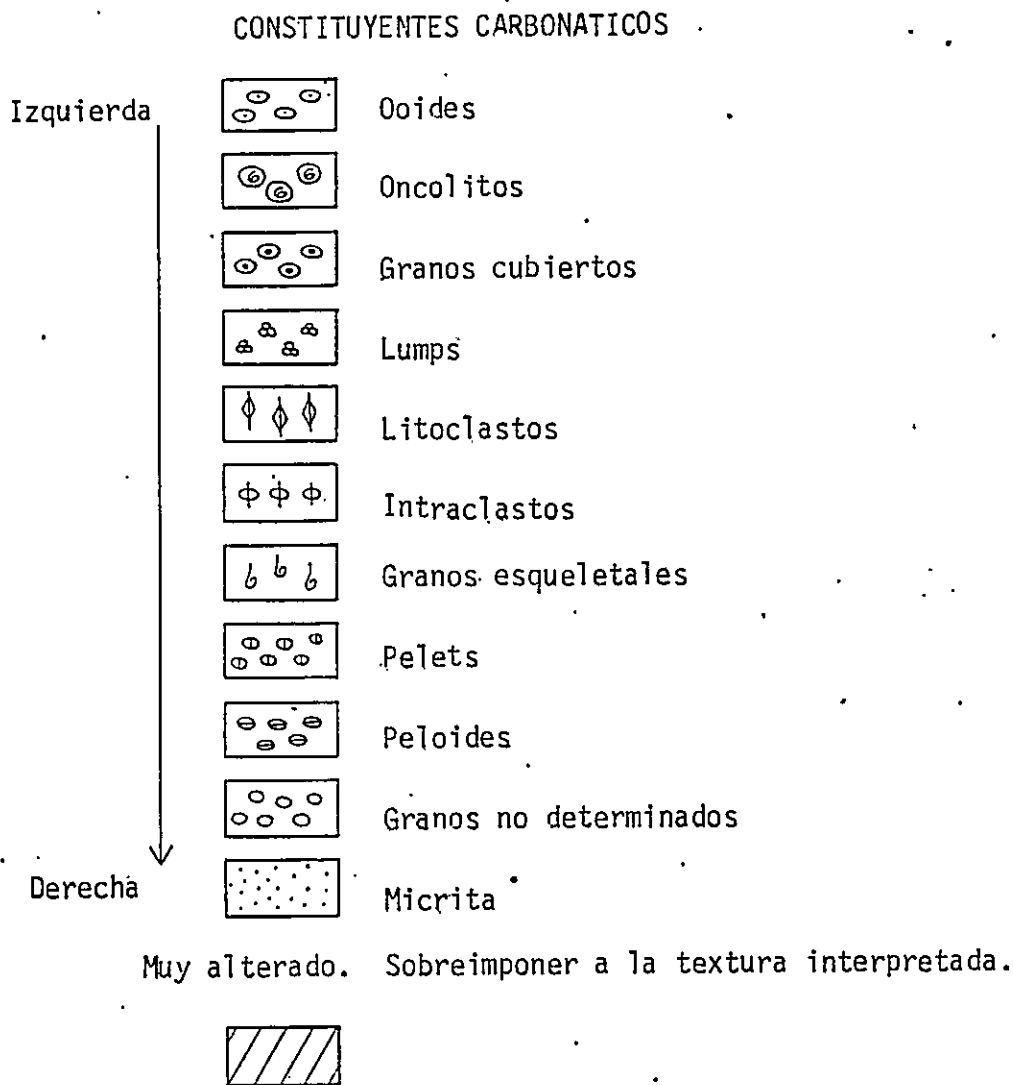 CONSTITUYENTES CARBONATICOS
Izquierda
Ooides
Oncolitos
Granos cubiertos
Lumps
Litoclastos
Intraclastos
Granos esqueletales
Pelets
Peloides
Granos no determinados
Derecha
Micrita
Muy alterado. Sobreimponer a la textura interpretada.